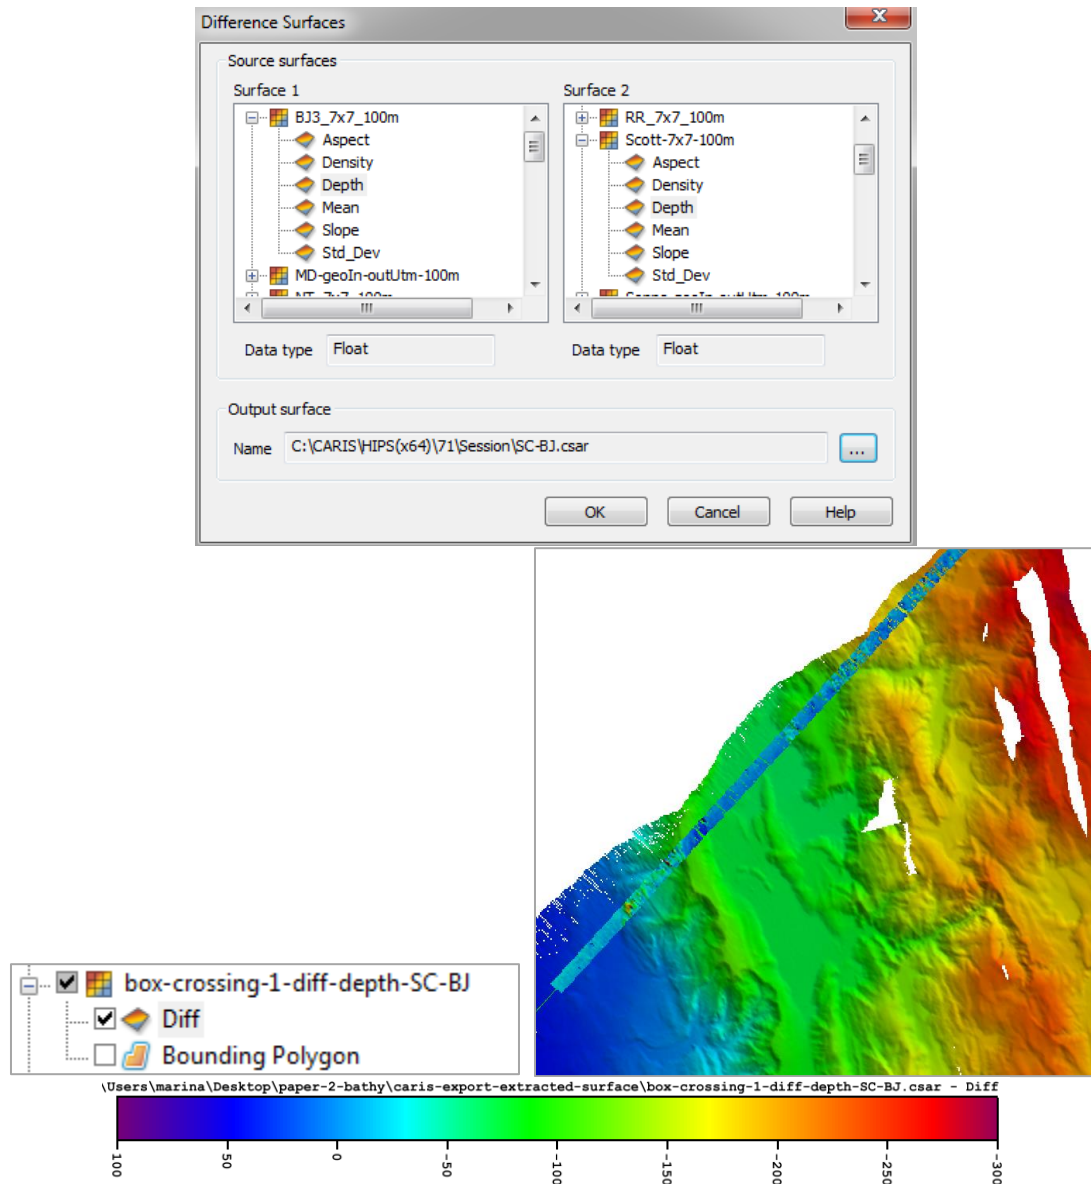 Difference Surfaces
Source surfaces
Surface 1
BJ3_7x7_100m
Aspect
Density
Depth
Mean
Slope
Std_Dev
MD-geoIn-outUtm-100m
NT_7x7_100m
Data type Float
Surface 2
RR_7x7_100m
Scott-7x7-100m
Aspect
Density
Depth
Mean
Slope
Std_Dev
Data type Float
Output surface
Name C:\CARIS\HIPS(x64)\71\Session\SC-BJ.csar ...
OK Cancel Help
box-crossing-1-diff-depth-SC-BJ
Diff
Bounding Polygon
\Users\marina\Desktop\paper-2-bathy\caris-export-extracted-surface\box-crossing-1-diff-depth-SC-BJ.csar - Diff
100 50 0 -50 -100 -150 -200 -250 -300